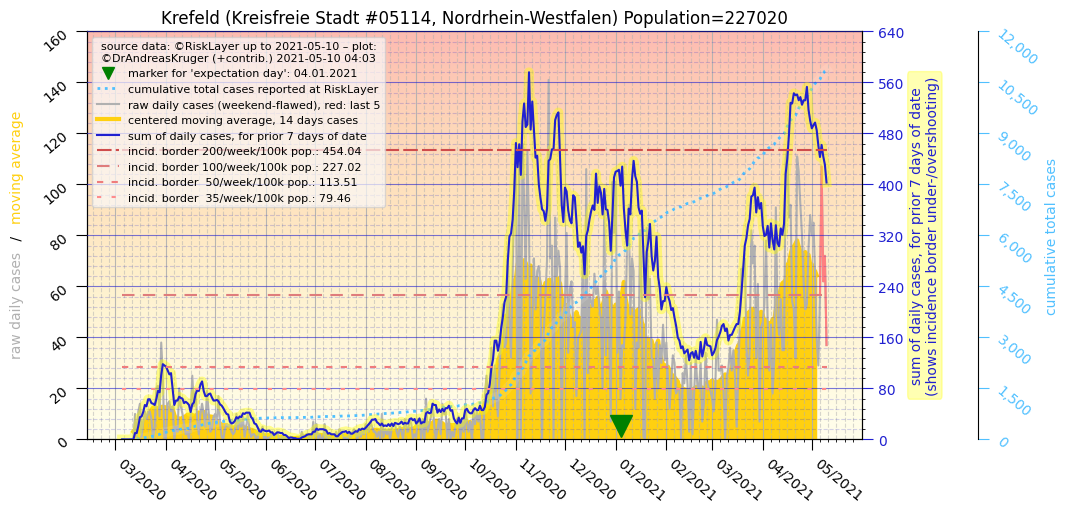 Krefeld (Kreisfreie Stadt #05114, Nordrhein-Westfalen) Population=227020
source data: ©RiskLayer up to 2021-05-10 – plot:
©DrAndreasKruger (+contrib.) 2021-05-10 04:03
marker for 'expectation day': 04.01.2021
cumulative total cases reported at RiskLayer
raw daily cases (weekend-flawed), red: last 5
centered moving average, 14 days cases
sum of daily cases, for prior 7 days of date
incid. border 200/week/100k pop.: 454.04
incid. border 100/week/100k pop.: 227.02
incid. border  50/week/100k pop.: 113.51
incid. border  35/week/100k pop.: 79.46
raw daily cases / moving average
160
140
120
100
80
60
40
20
0
640
560
480
400
320
240
160
80
0
sum of daily cases, for prior 7 days of date
(shows incidence border under-/overshooting)
12,000
10,500
9,000
7,500
6,000
4,500
3,000
1,500
0
cumulative total cases
03/2020
04/2020
05/2020
06/2020
07/2020
08/2020
09/2020
10/2020
11/2020
12/2020
01/2021
02/2021
03/2021
04/2021
05/2021